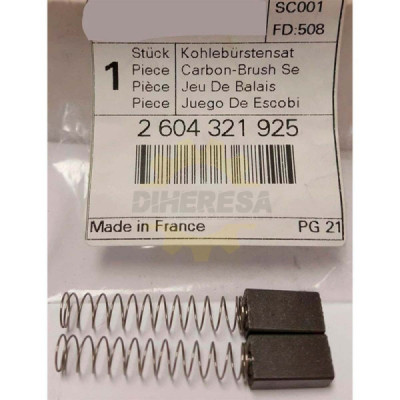 SC001
FD:508
Stück Kohlebürstensat
1 Piece Carbon-Brush Se
Pièce Jeu De Balais
Piece Juego De Escobi
2 604 321 925
DIHERESA
Made in France PG 21